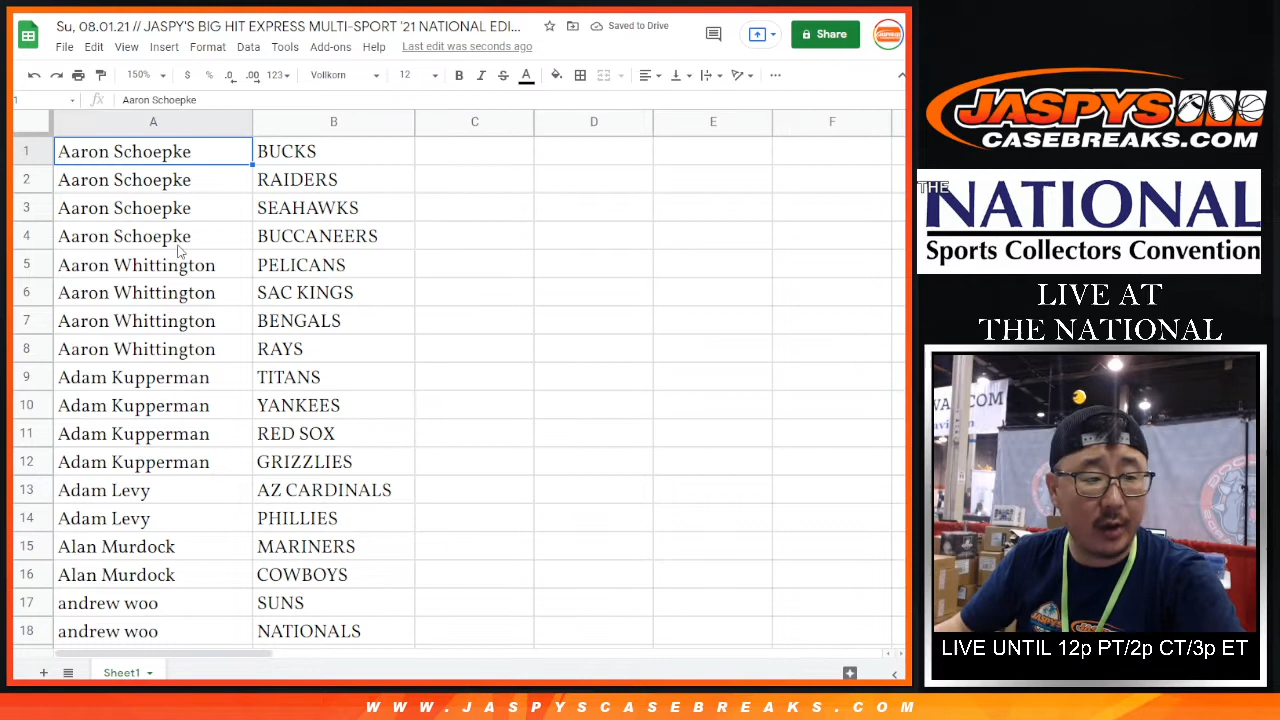 Su, 08.01.21 // JASPY'S BIG HIT EXPRESS MULTI-SPORT '21 NATIONAL EDI...
Saved to Drive
Share
File Edit View Insert Format Data Tools Add-ons Help Last edit was seconds ago
150% $ % .0 .00 123 Vollkorn 12 B I S A
1 fx Aaron Schoepke
A B C D E F
1 Aaron Schoepke BUCKS
2 Aaron Schoepke RAIDERS
3 Aaron Schoepke SEAHAWKS
4 Aaron Schoepke BUCCANEERS
5 Aaron Whittington PELICANS
6 Aaron Whittington SAC KINGS
7 Aaron Whittington BENGALS
8 Aaron Whittington RAYS
9 Adam Kupperman TITANS
10 Adam Kupperman YANKEES
11 Adam Kupperman RED SOX
12 Adam Kupperman GRIZZLIES
13 Adam Levy AZ CARDINALS
14 Adam Levy PHILLIES
15 Alan Murdock MARINERS
16 Alan Murdock COWBOYS
17 andrew woo SUNS
18 andrew woo NATIONALS
Sheet1
JASPYS
CASEBREAKS.COM
THE
NATIONAL
Sports Collectors Convention
LIVE AT
THE NATIONAL
LIVE UNTIL 12p PT/2p CT/3p ET
WWW.JASPYSCASEBREAKS.COM